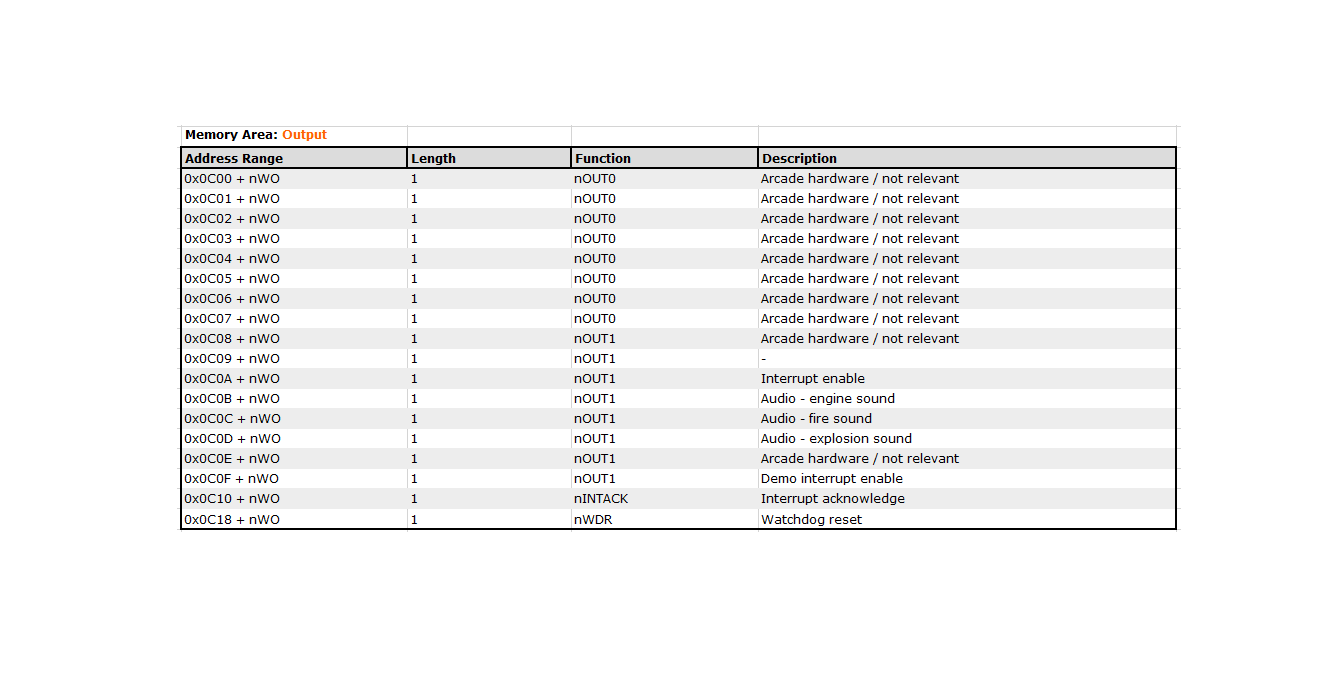 Memory Area: Output
Address Range Length Function Description
0x0C00 + nWO 1 nOUT0 Arcade hardware / not relevant
0x0C01 + nWO 1 nOUT0 Arcade hardware / not relevant
0x0C02 + nWO 1 nOUT0 Arcade hardware / not relevant
0x0C03 + nWO 1 nOUT0 Arcade hardware / not relevant
0x0C04 + nWO 1 nOUT0 Arcade hardware / not relevant
0x0C05 + nWO 1 nOUT0 Arcade hardware / not relevant
0x0C06 + nWO 1 nOUT0 Arcade hardware / not relevant
0x0C07 + nWO 1 nOUT0 Arcade hardware / not relevant
0x0C08 + nWO 1 nOUT1 Arcade hardware / not relevant
0x0C09 + nWO 1 nOUT1 -
0x0C0A + nWO 1 nOUT1 Interrupt enable
0x0C0B + nWO 1 nOUT1 Audio - engine sound
0x0C0C + nWO 1 nOUT1 Audio - fire sound
0x0C0D + nWO 1 nOUT1 Audio - explosion sound
0x0C0E + nWO 1 nOUT1 Arcade hardware / not relevant
0x0C0F + nWO 1 nOUT1 Demo interrupt enable
0x0C10 + nWO 1 nINTACK Interrupt acknowledge
0x0C18 + nWO 1 nWDR Watchdog reset